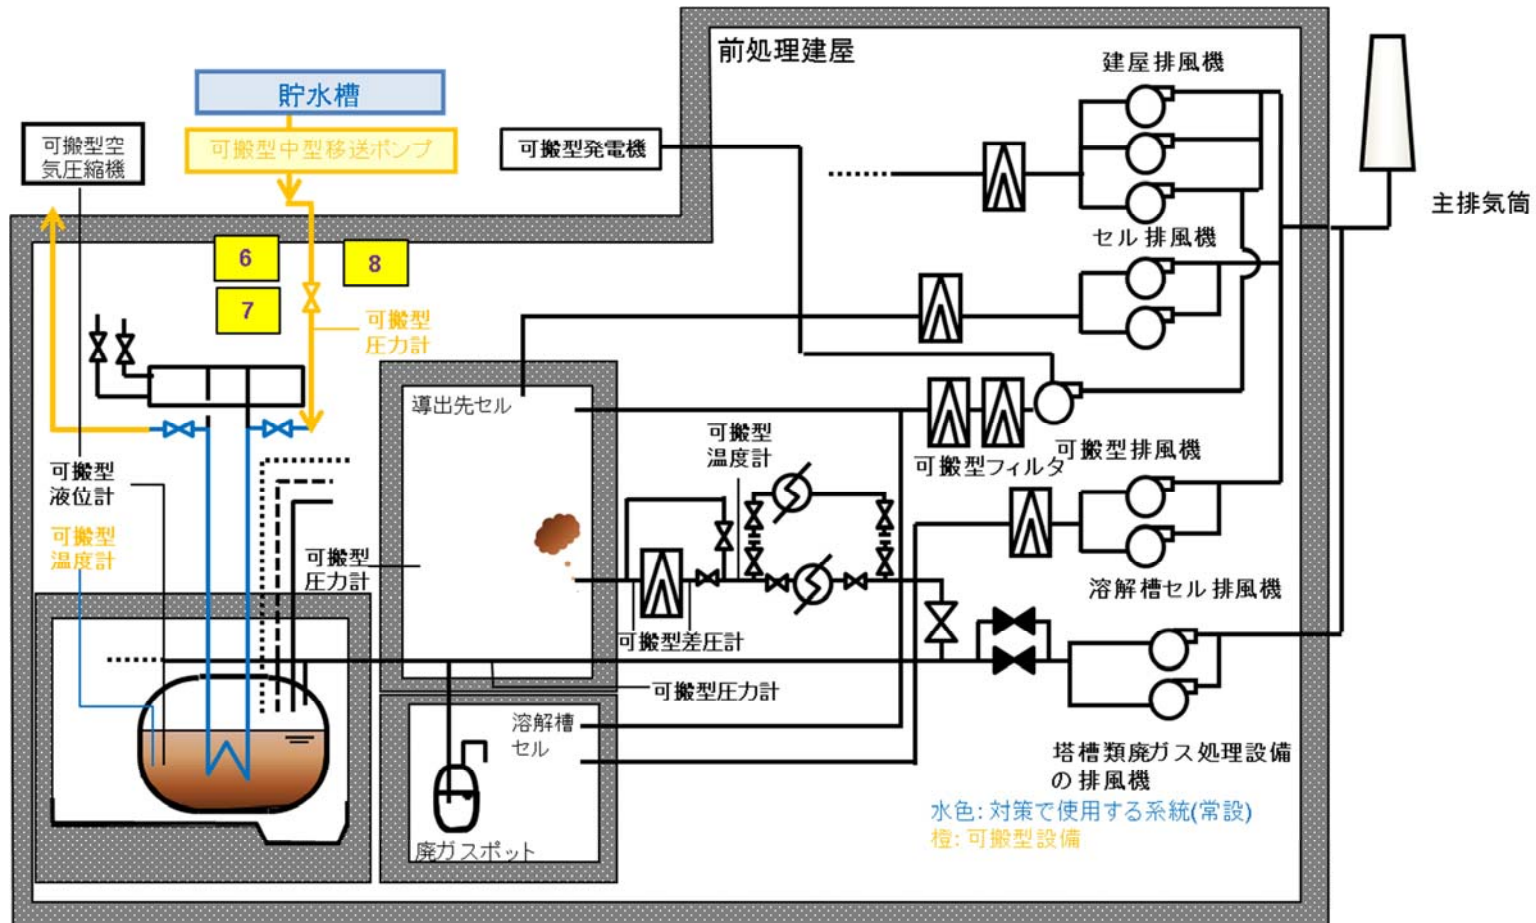 前処理建屋
貯水槽
可搬型中型移送ポンプ
可搬型空
気圧縮機
可搬型発電機
建屋排風機
主排気筒
セル排風機
6
8
7
可搬型
圧力計
導出先セル
可搬型
温度計
可搬型フィルタ
可搬型排風機
可搬型
液位計
可搬型
温度計
可搬型
圧力計
溶解槽セル排風機
可搬型差圧計
可搬型圧力計
溶解槽
セル
廃ガスポット
塔槽類廃ガス処理設備
の排風機
水色: 対策で使用する系統(常設)
橙: 可搬型設備